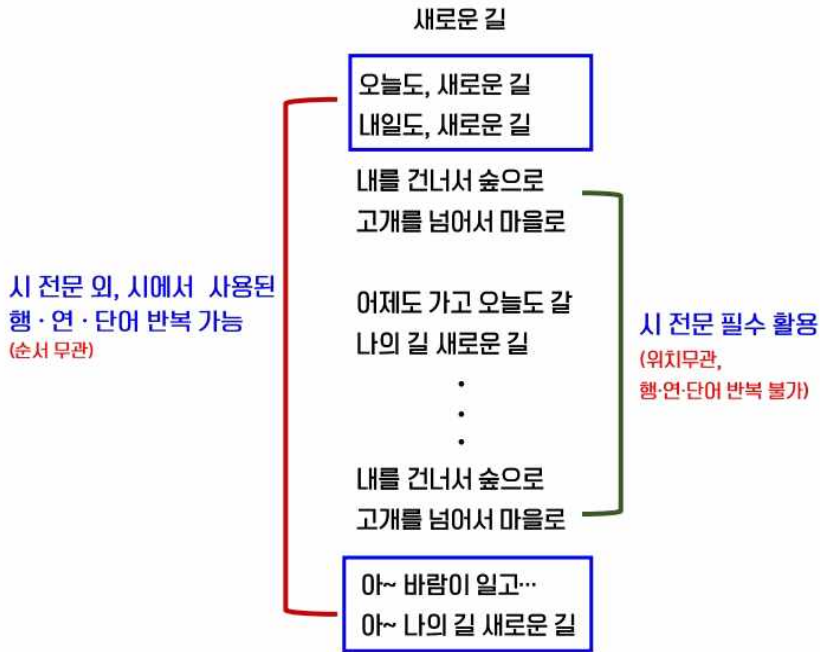 새로운 길
오늘도, 새로운 길
내일도, 새로운 길
내를 건너서 숲으로
고개를 넘어서 마을로
시 전문 외, 시에서 사용된
행 · 연 · 단어 반복 가능
(순서 무관)
어제도 가고 오늘도 갈
나의 길 새로운 길
시 전문 필수 활용
(위치무관,
행·연·단어 반복 불가)
내를 건너서 숲으로
고개를 넘어서 마을로
아~ 바람이 일고…
아~ 나의 길 새로운 길